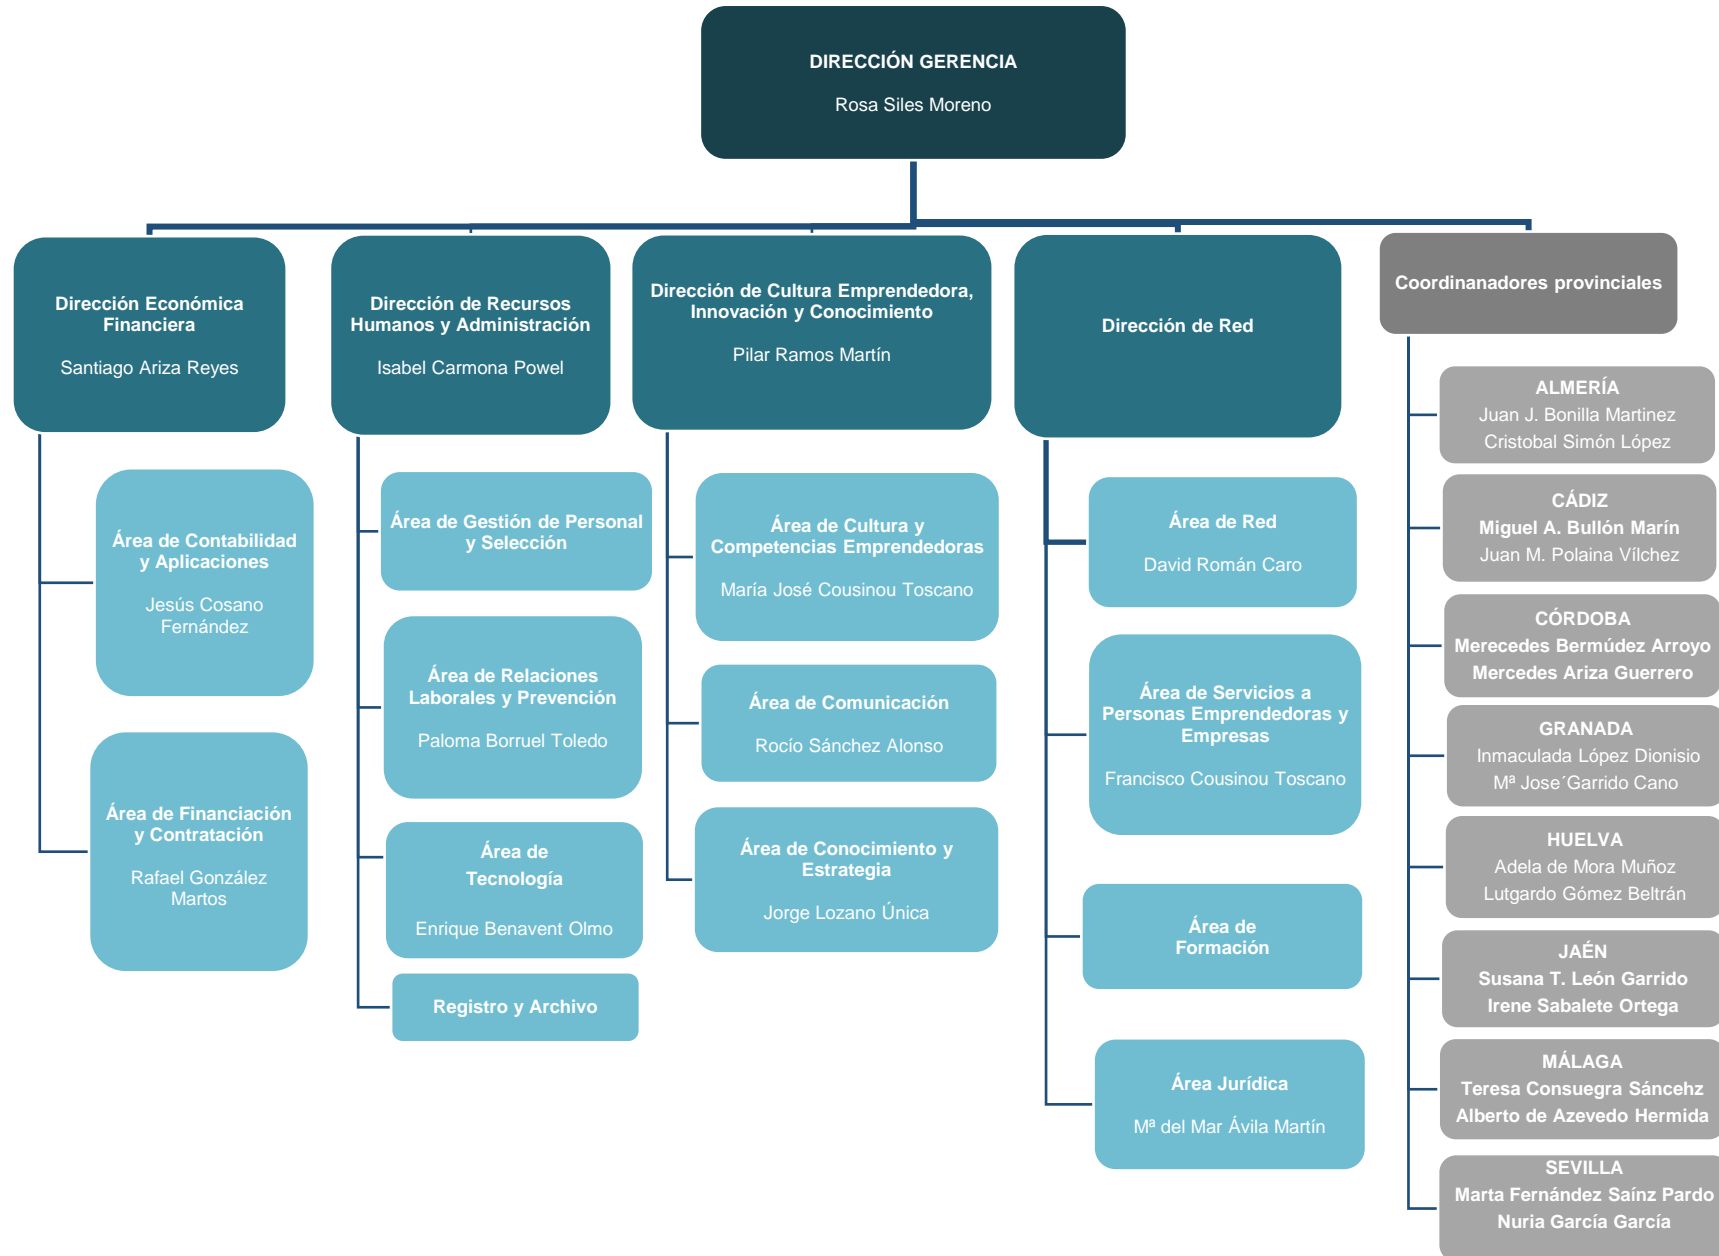 DIRECCIÓN GERENCIA
Rosa Siles Moreno
Dirección Económica
Financiera
Santiago Ariza Reyes
Dirección de Recursos
Humanos y Administración
Isabel Carmona Powel
Dirección de Cultura Emprendedora,
Innovación y Conocimiento
Pilar Ramos Martín
Dirección de Red
Coordinanadores provinciales
Área de Contabilidad
y Aplicaciones
Jesús Cosano
Fernández
Área de Financiación
y Contratación
Rafael González
Martos
Área de Gestión de Personal
y Selección
Área de Relaciones
Laborales y Prevención
Paloma Borruel Toledo
Área de
Tecnología
Enrique Benavent Olmo
Registro y Archivo
Área de Cultura y
Competencias Emprendedoras
María José Cousinou Toscano
Área de Comunicación
Rocío Sánchez Alonso
Área de Conocimiento y
Estrategia
Jorge Lozano Única
Área de Red
David Román Caro
Área de Servicios a
Personas Emprendedoras y
Empresas
Francisco Cousinou Toscano
Área de
Formación
Área Jurídica
Mª del Mar Ávila Martín
ALMERÍA
Juan J. Bonilla Martinez
Cristobal Simón López
CÁDIZ
Miguel A. Bullón Marín
Juan M. Polaina Vílchez
CÓRDOBA
Merecedes Bermúdez Arroyo
Mercedes Ariza Guerrero
GRANADA
Inmaculada López Dionisio
Mª Jose´Garrido Cano
HUELVA
Adela de Mora Muñoz
Lutgardo Gómez Beltrán
JAÉN
Susana T. León Garrido
Irene Sabalete Ortega
MÁLAGA
Teresa Consuegra Sáncehz
Alberto de Azevedo Hermida
SEVILLA
Marta Fernández Saínz Pardo
Nuria García García